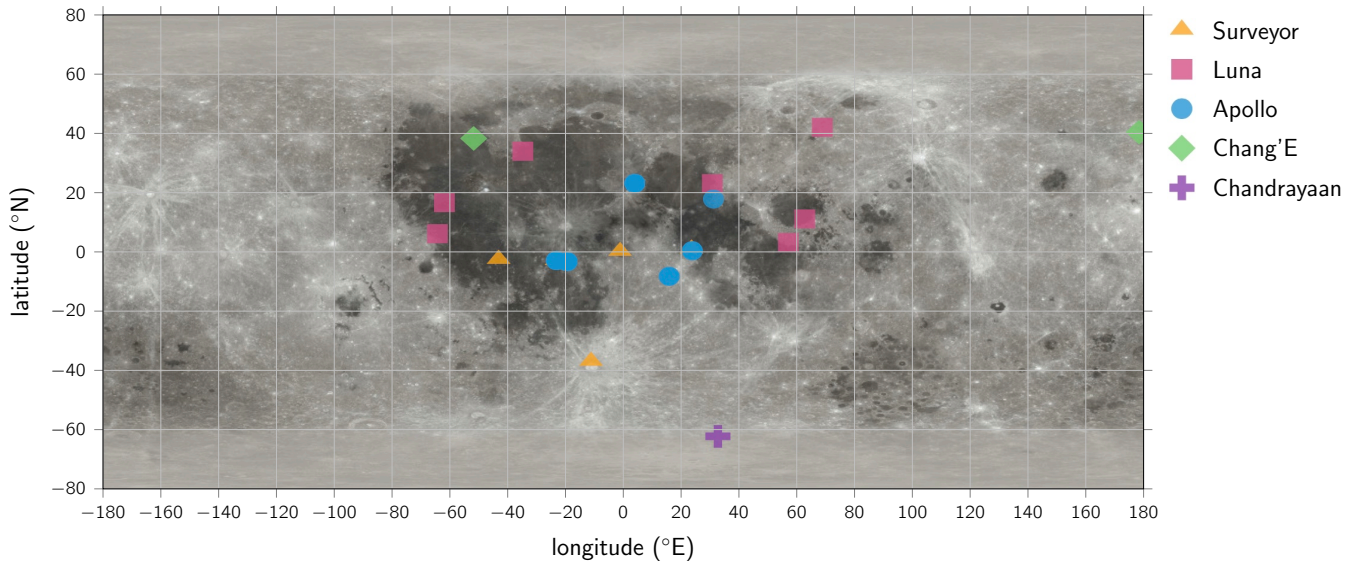 80
60
40
20
0
−20
−40
−60
−80
−180 −160 −140 −120 −100 −80 −60 −40 −20 0 20 40 60 80 100 120 140 160 180
longitude (°E)
latitude (°N)
Surveyor
Luna
Apollo
Chang'E
Chandrayaan